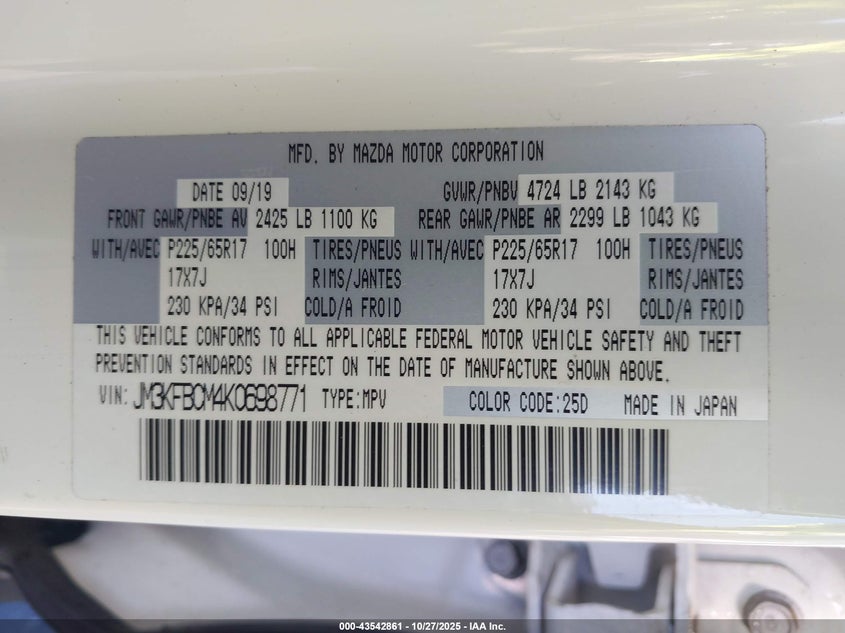 MFD. BY MAZDA MOTOR CORPORATION
DATE 09/19 GVWR/PNBV 4724 LB 2143 KG
FRONT GAWR/PNBE AV 2425 LB 1100 KG REAR GAWR/PNBE AR 2299 LB 1043 KG
WITH/AVEC P225/65R17 100H TIRES/PNEUS WITH/AVEC P225/65R17 100H TIRES/PNEUS
17X7J RIMS/JANTES 17X7J RIMS/JANTES
230 KPA/34 PSI COLD/A FROID 230 KPA/34 PSI COLD/A FROID
THIS VEHICLE CONFORMS TO ALL APPLICABLE FEDERAL MOTOR VEHICLE SAFETY AND THEFT
PREVENTION STANDARDS IN EFFECT ON THE DATE OF MANUFACTURE SHOWN ABOVE.
VIN: JM3KFBCM4K0698771 TYPE:MPV COLOR CODE:25D MADE IN JAPAN
000-43542861 - 10/27/2025 - IAA Inc.